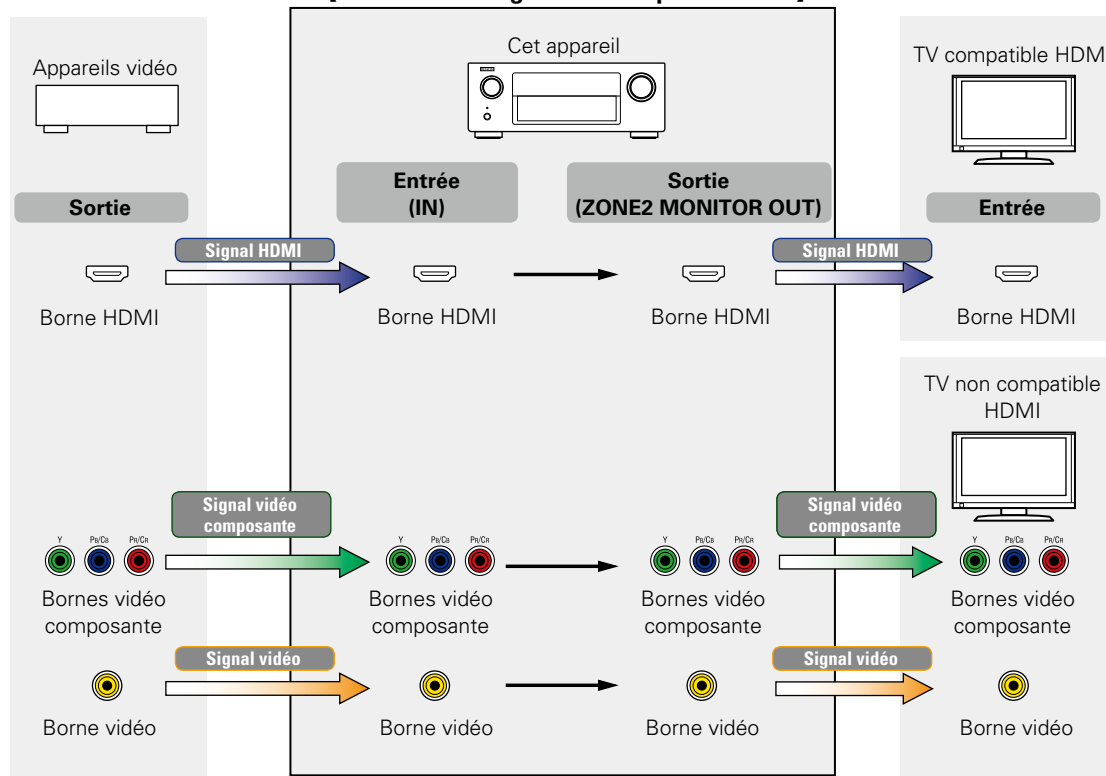 Appareils vidéo
Cet appareil
TV compatible HDM
Sortie
Entrée
(IN)
Sortie
(ZONE2 MONITOR OUT)
Entrée
Signal HDMI
Signal HDMI
Borne HDMI
Borne HDMI
Borne HDMI
Borne HDMI
TV non compatible
HDMI
Signal vidéo
composante
Signal vidéo
composante
Y PB/CB PR/CR
Y PB/CB PR/CR
Y PB/CB PR/CR
Y PB/CB PR/CR
Bornes vidéo
composante
Bornes vidéo
composante
Bornes vidéo
composante
Bornes vidéo
composante
Signal vidéo
Signal vidéo
Borne vidéo
Borne vidéo
Borne vidéo
Borne vidéo